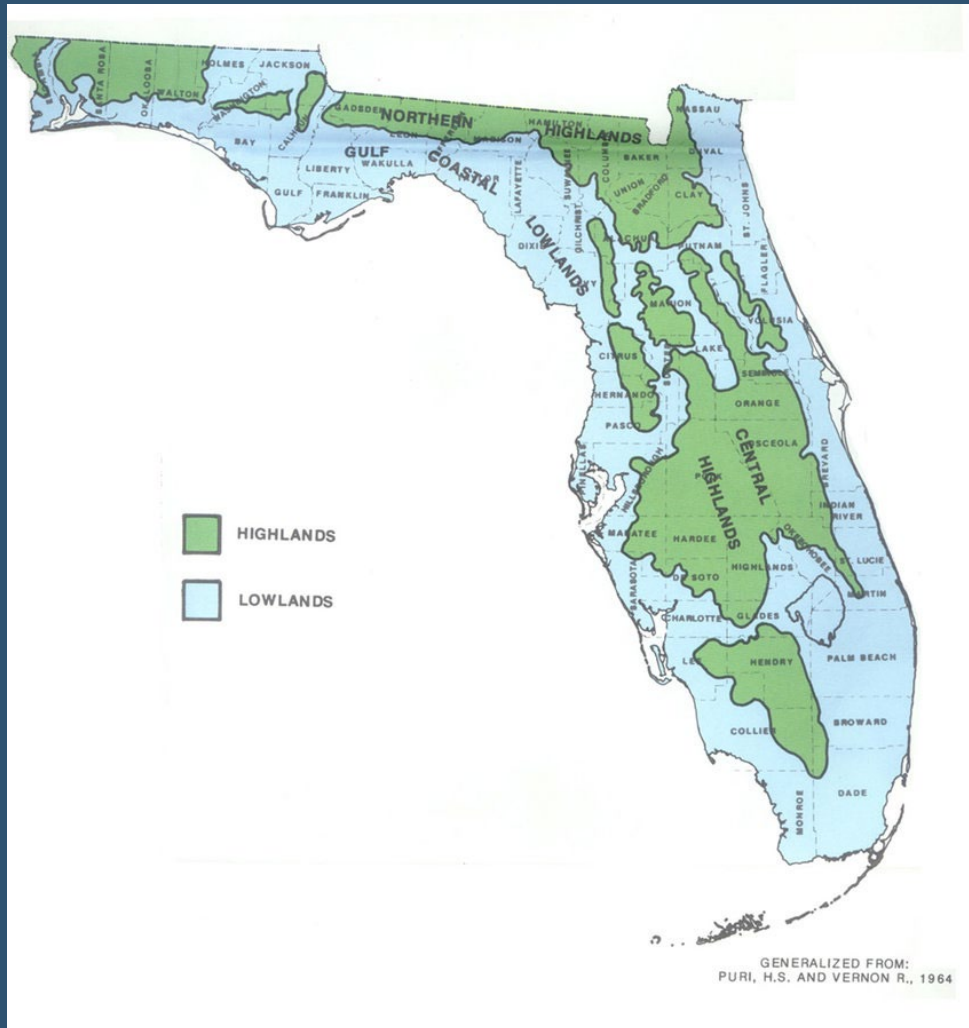 HOLMES
JACKSON
SANTA ROSA
OKALOOSA
WALTON
WASHINGTON
GADSDEN
NORTHERN
HAMILTON
HIGHLANDS
NASSAU
BAY
CALHOUN
LEON
MADISON
COLUMBIA
BAKER
DUVAL
GULF
LIBERTY
WAKULLA
COASTAL
LAFAYETTE
SUWANNEE
UNION
BRADFORD
CLAY
ST. JOHNS
GULF
FRANKLIN
DIXIE
GILCHRIST
LOWLANDS
ALACHUA
PUTNAM
FLAGLER
MARION
VOLUSIA
CITRUS
LAKE
SEMINOLE
HERNANDO
ORANGE
PASCO
CENTRAL
HIGHLANDS
OSCEOLA
BREVARD
PINELLAS
HILLSBOROUGH
INDIAN
RIVER
MANATEE
HARDEE
OKEECHOBEE
HIGHLANDS
ST. LUCIE
SARASOTA
DE SOTO
MARTIN
CHARLOTTE
GLADES
LEE
HENDRY
PALM BEACH
COLLIER
BROWARD
MONROE
DADE
HIGHLANDS
LOWLANDS
GENERALIZED FROM:
PURI, H.S. AND VERNON R., 1964